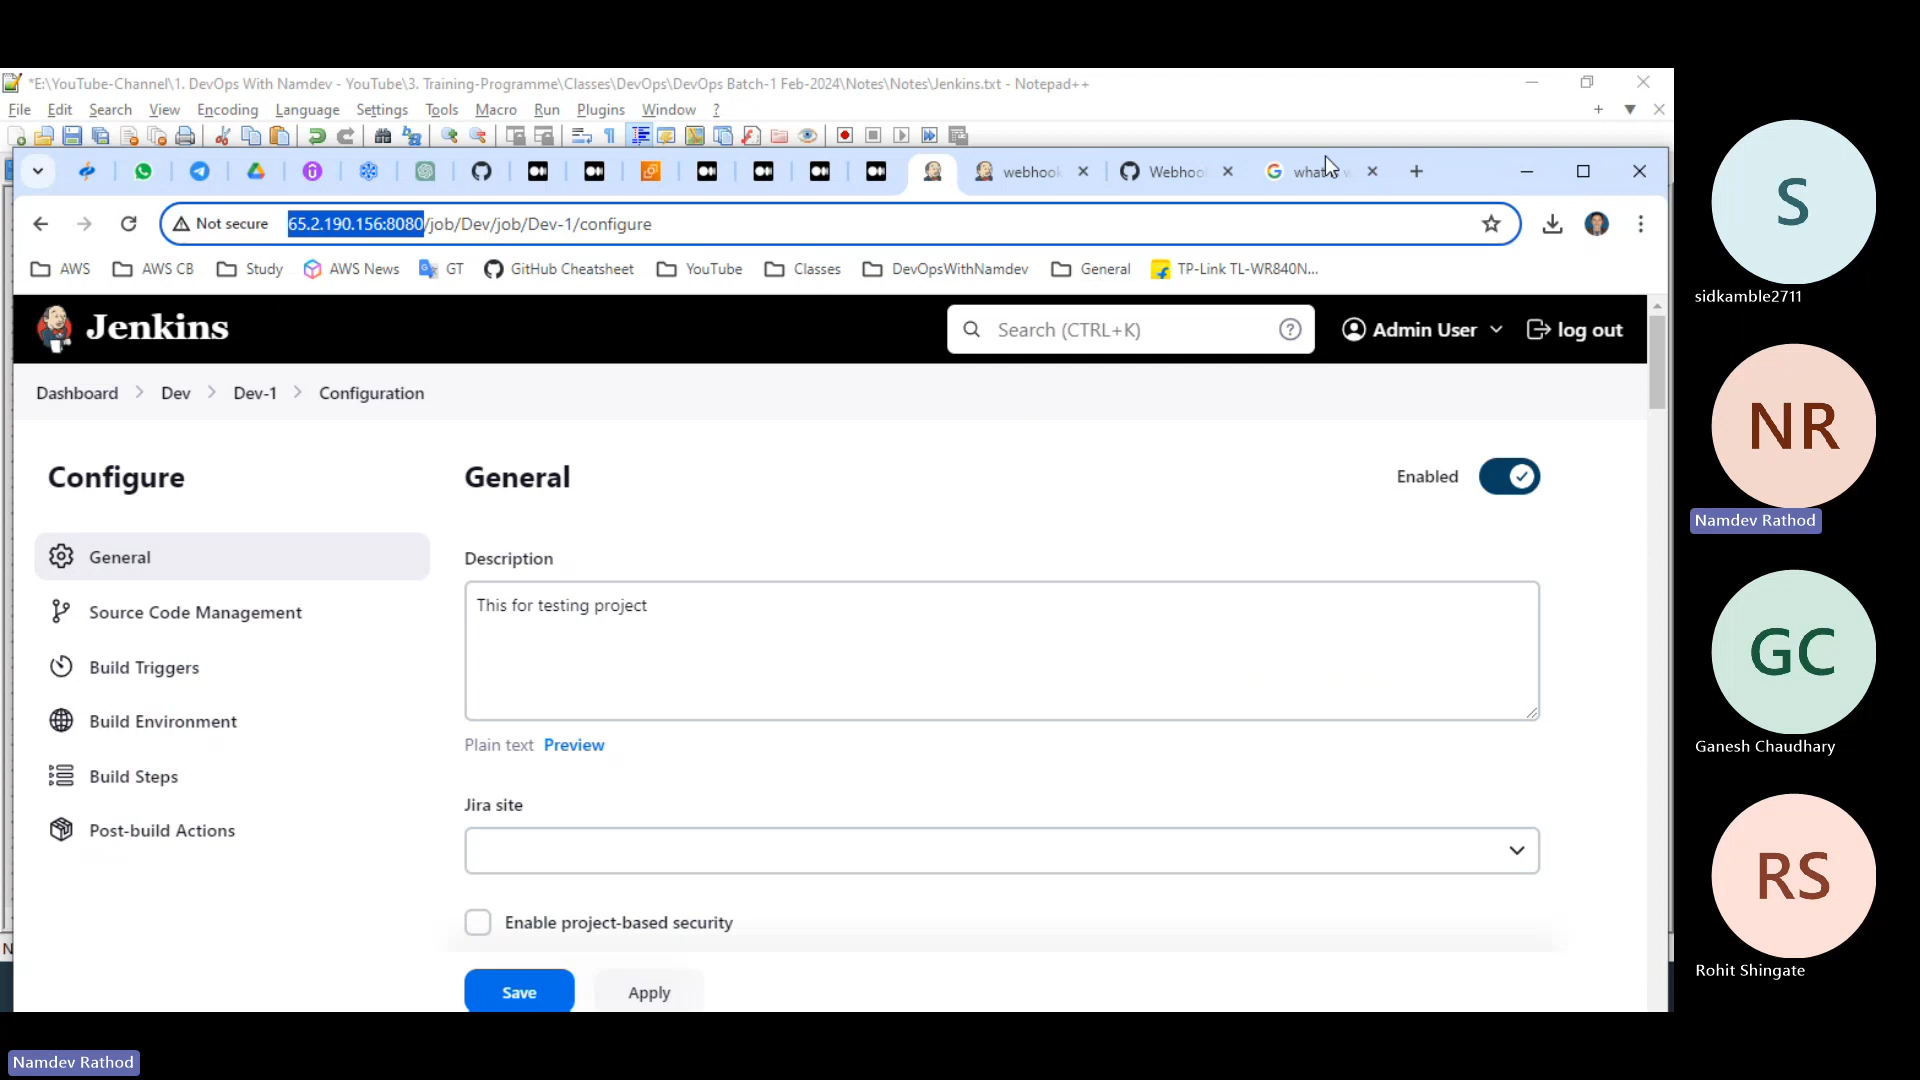 *E:\YouTube-Channel\1. DevOps With Namdev - YouTube\3. Training-Programme\Classes\DevOps\DevOps Batch-1 Feb-2024\Notes\Notes\Jenkins.txt - Notepad++
File Edit Search View Encoding Language Settings Tools Macro Run Plugins Window ?
webhook Webhoo what
Not secure 65.2.190.156:8080/job/Dev/job/Dev-1/configure
AWS AWS CB Study AWS News GT GitHub Cheatsheet YouTube Classes DevOpsWithNamdev General TP-Link TL-WR840N...
Jenkins Search (CTRL+K) Admin User log out
Dashboard Dev Dev-1 Configuration
Configure
General
Source Code Management
Build Triggers
Build Environment
Build Steps
Post-build Actions
General
Enabled
Description
This for testing project
Plain text Preview
Jira site
Enable project-based security
Save Apply
S
sidkamble2711
NR
Namdev Rathod
GC
Ganesh Chaudhary
RS
Rohit Shingate
Namdev Rathod